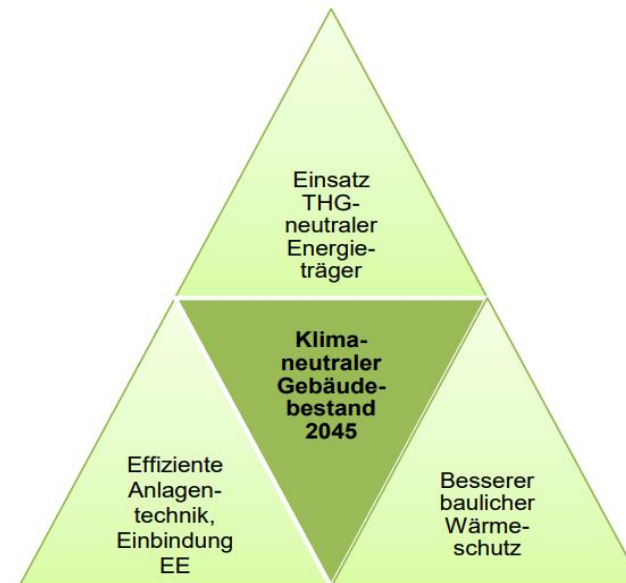 Einsatz
THG-
neutraler
Energie-
träger
Klima-
neutraler
Gebäude-
bestand
2045
Effiziente
Anlagen-
technik,
Einbindung
EE
Besserer
baulicher
Wärme-
schutz